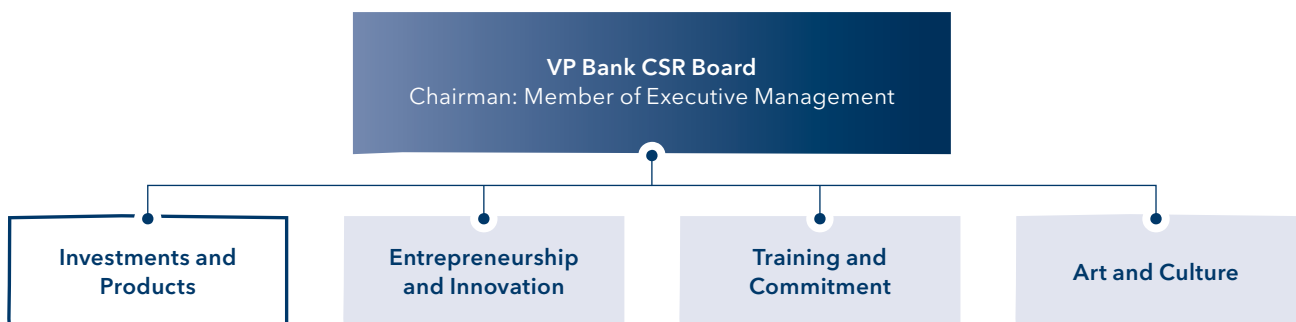 VP Bank CSR Board
Chairman: Member of Executive Management
Investments and
Products
Entrepreneurship
and Innovation
Training and
Commitment
Art and Culture